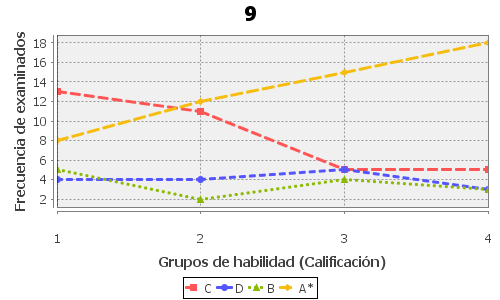 9
Frecuencia de examinados
18
16
14
12
10
8
6
4
2
1 2 3 4
Grupos de habilidad (Calificación)
C D B A*